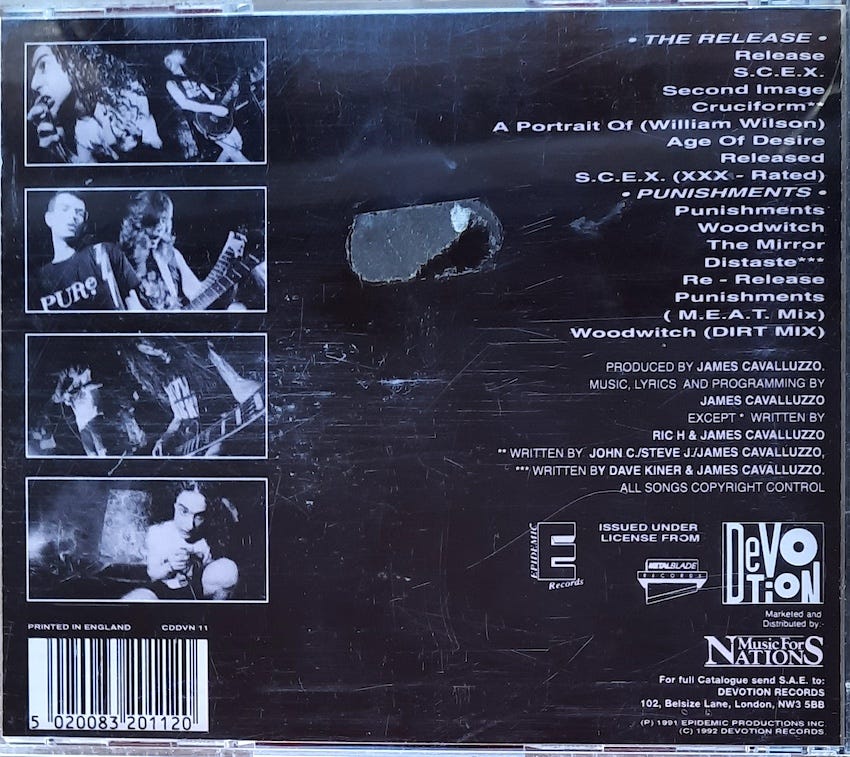 • THE RELEASE •
Release
S.C.E.X.
Second Image
Cruciform**
A Portrait Of (William Wilson)
Age Of Desire
Released
S.C.E.X. (XXX - Rated)
• PUNISHMENTS •
Punishments
Woodwitch
The Mirror
Distaste***
Re - Release
Punishments
( M.E.A.T. Mix)
Woodwitch (DIRT MIX)
PRODUCED BY JAMES CAVALLUZZO.
MUSIC, LYRICS AND PROGRAMMING BY
JAMES CAVALLUZZO
EXCEPT * WRITTEN BY
RIC H & JAMES CAVALLUZZO
** WRITTEN BY JOHN C./STEVE J./JAMES CAVALLUZZO,
*** WRITTEN BY DAVE KINER & JAMES CAVALLUZZO.
ALL SONGS COPYRIGHT CONTROL
EPIDEMIC
E
Records
ISSUED UNDER
LICENSE FROM
METAL BLADE
RECORDS
DeVOTiON
Marketed and
Distributed by:-
Music For
NATIONS
For full Catalogue send S.A.E. to:
DEVOTION RECORDS
102, Belsize Lane, London, NW3 5BB
(P) 1991 EPIDEMIC PRODUCTIONS INC
(C) 1992 DEVOTION RECORDS
PRINTED IN ENGLAND CDDVN 11
5 020083 201120